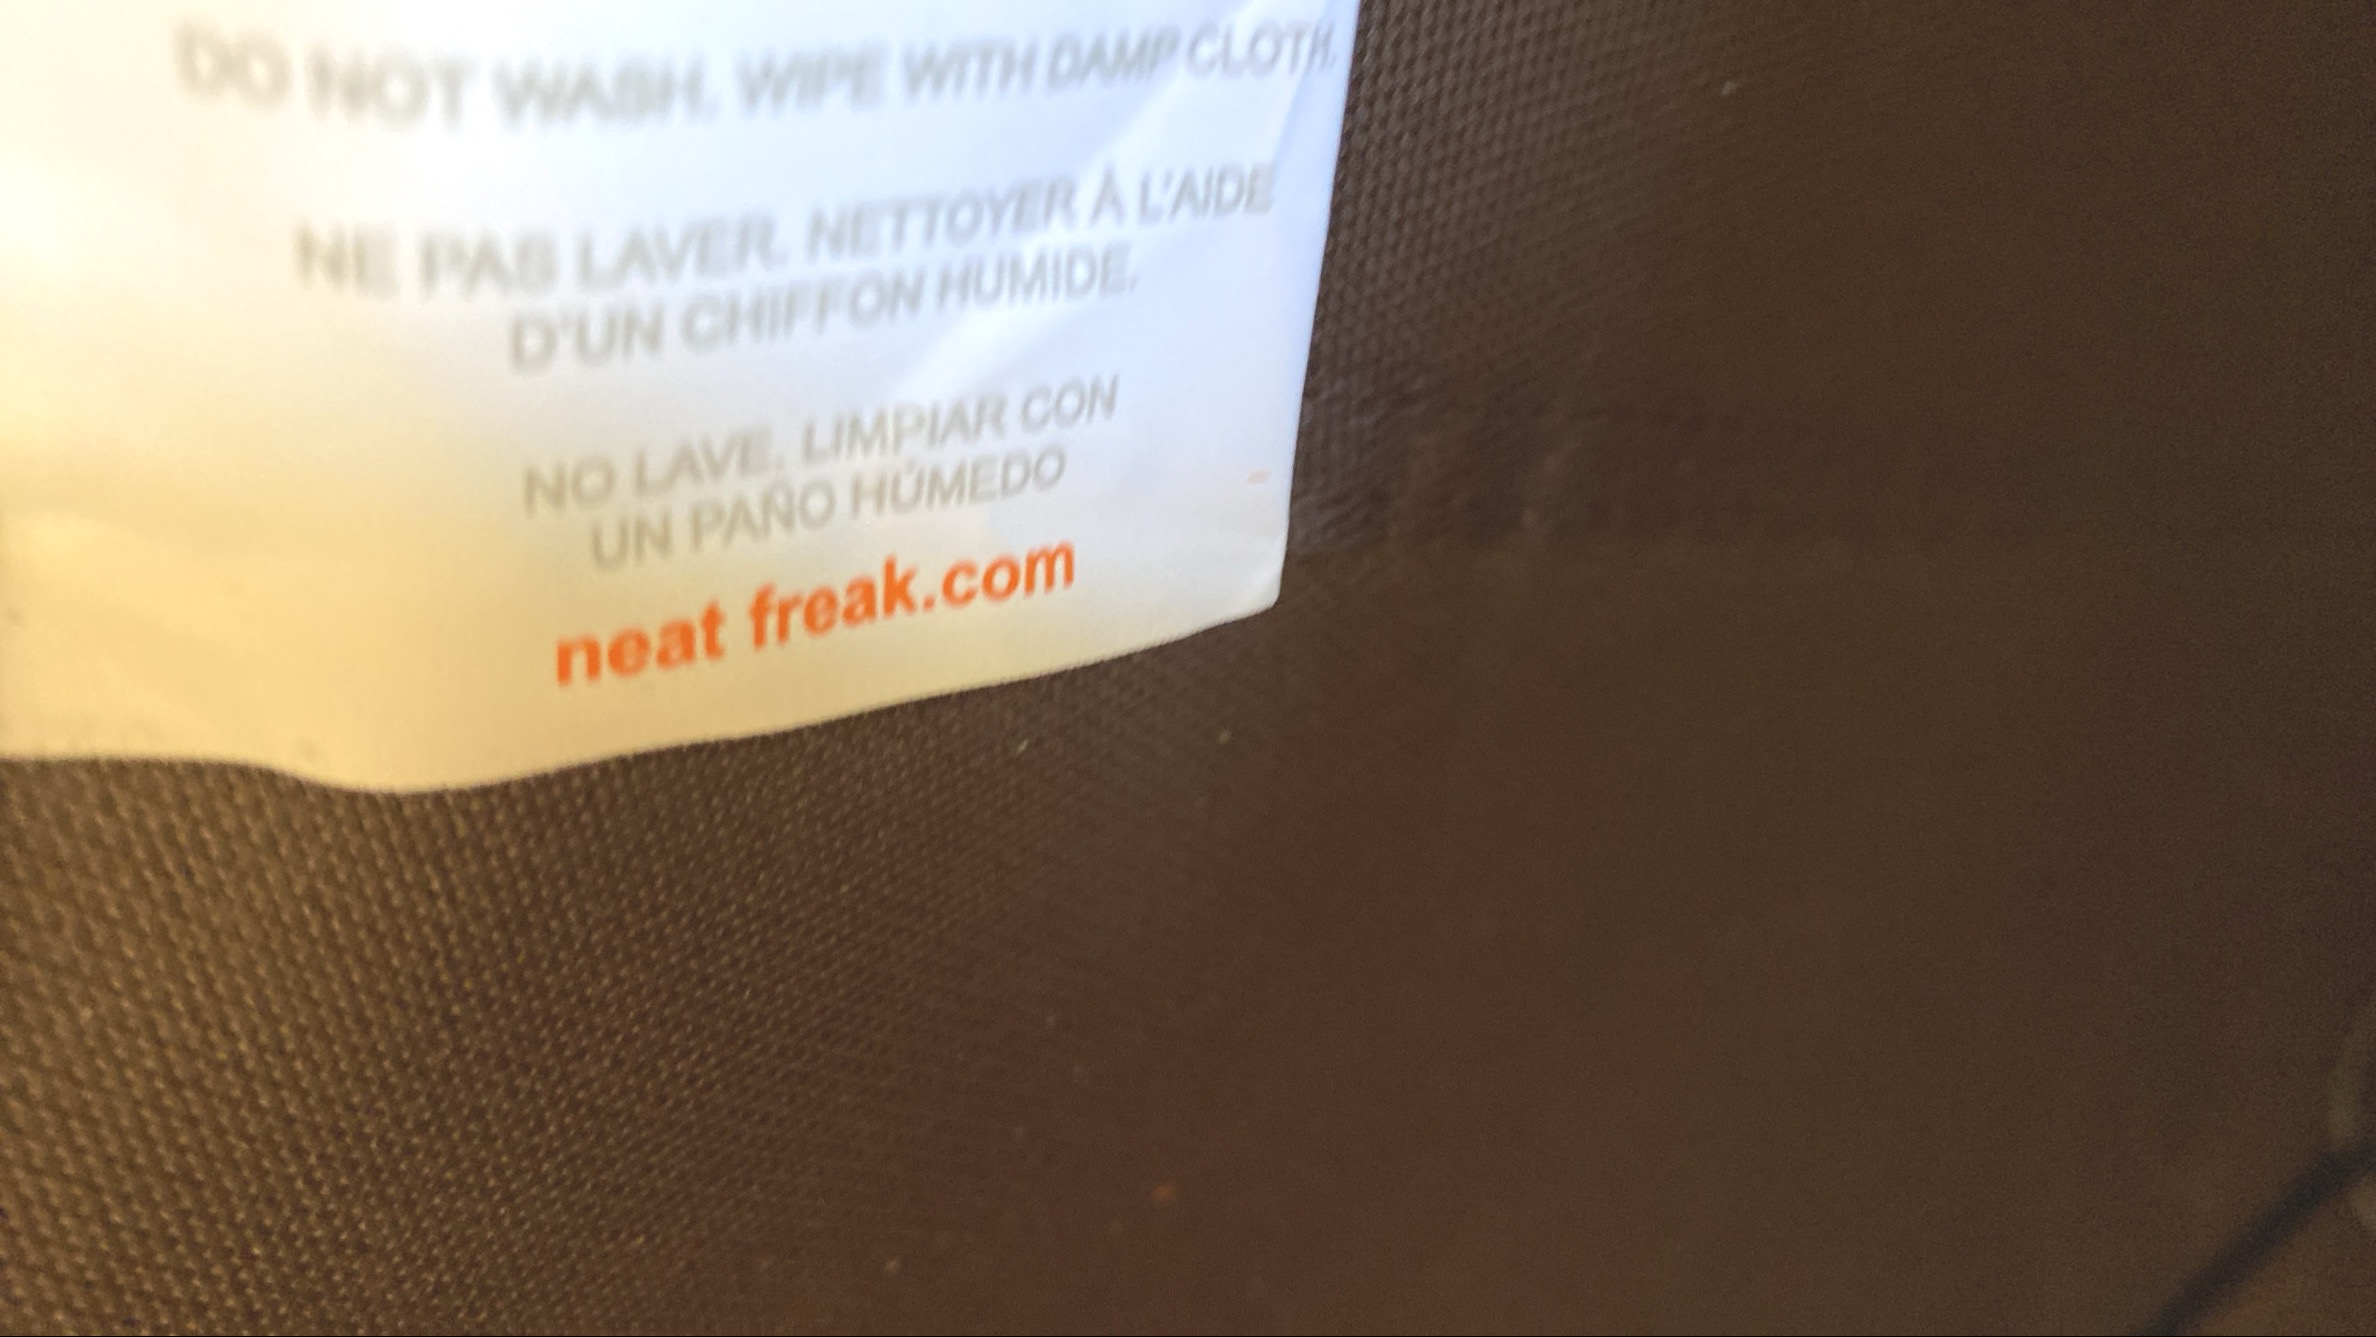 DO NOT WASH. WIPE WITH DAMP CLOTH.
NE PAS LAVER. NETTOYER À L'AIDE
D'UN CHIFFON HUMIDE.
NO LAVE. LIMPIAR CON
UN PAÑO HÚMEDO
neat freak.com